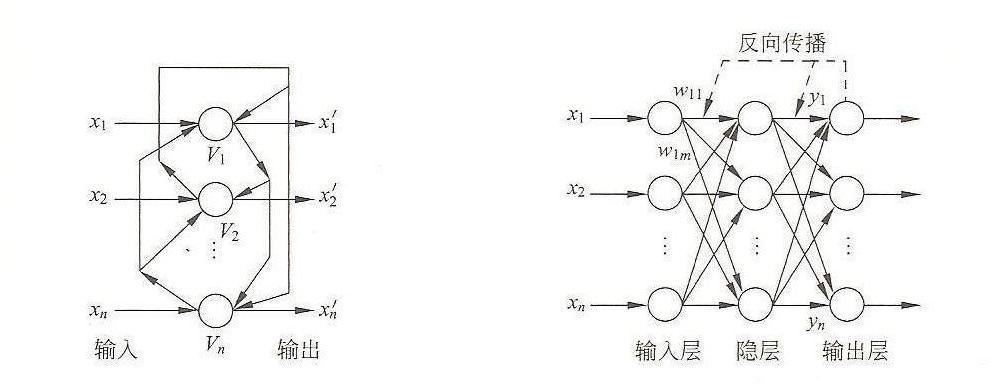 x₁
x₁′
V₁
x₂
x₂′
V₂
⋮
xₙ
xₙ′
Vₙ
输入
输出
反向传播
w₁₁
y₁
x₁
w₁ₘ
x₂
⋮ ⋮ ⋮
xₙ
yₙ
输入层 隐层 输出层